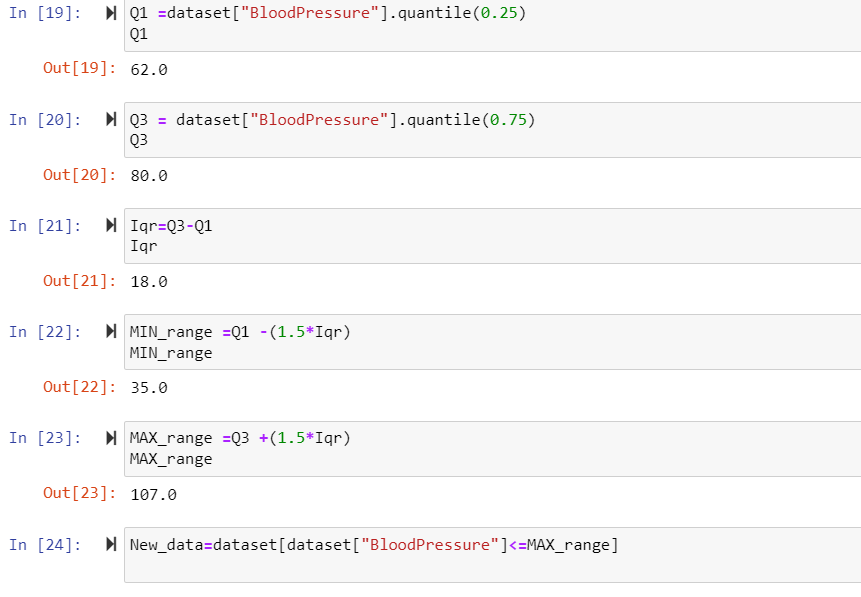 In [19]: Q1 =dataset["BloodPressure"].quantile(0.25)
Q1
Out[19]: 62.0
In [20]: Q3 = dataset["BloodPressure"].quantile(0.75)
Q3
Out[20]: 80.0
In [21]: Iqr=Q3-Q1
Iqr
Out[21]: 18.0
In [22]: MIN_range =Q1 -(1.5*Iqr)
MIN_range
Out[22]: 35.0
In [23]: MAX_range =Q3 +(1.5*Iqr)
MAX_range
Out[23]: 107.0
In [24]: New_data=dataset[dataset["BloodPressure"]<=MAX_range]